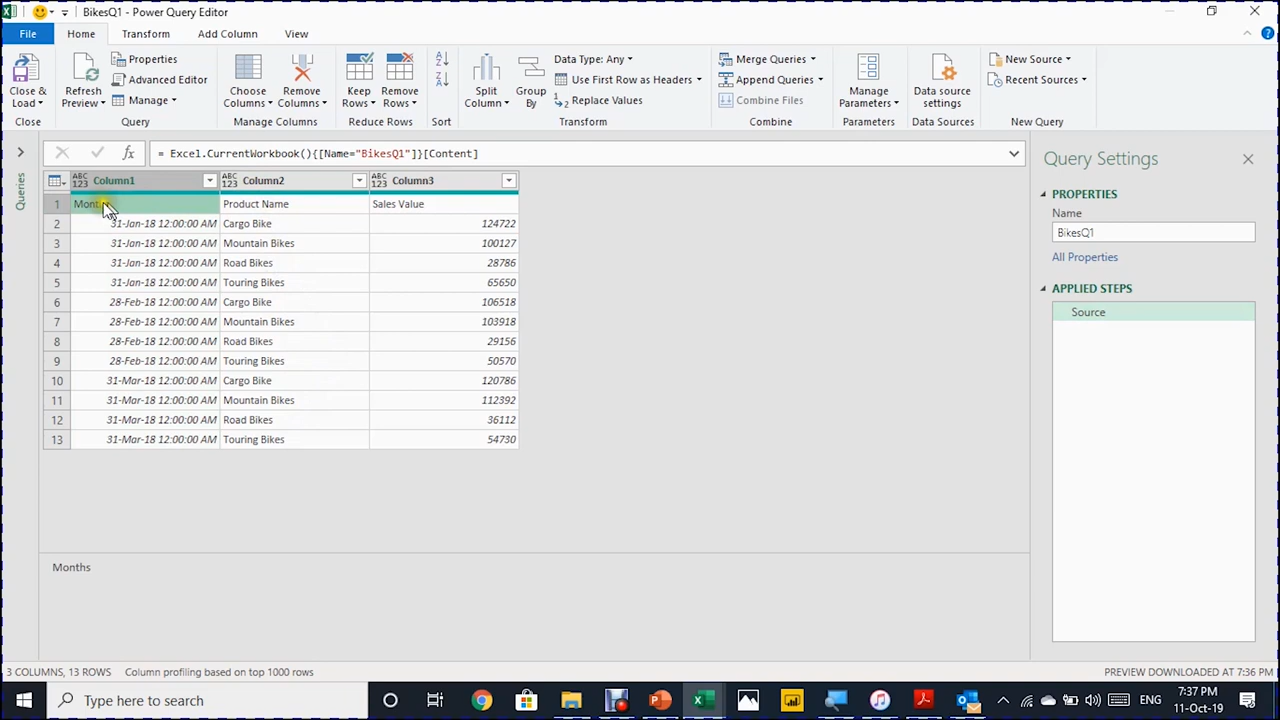 BikesQ1 - Power Query Editor
File Home Transform Add Column View
Close & Load
Close
Refresh Preview
Properties
Advanced Editor
Manage
Query
Choose Columns
Remove Columns
Manage Columns
Keep Rows
Remove Rows
Reduce Rows
Sort
Split Column
Group By
Data Type: Any
Use First Row as Headers
Replace Values
Transform
Merge Queries
Append Queries
Combine Files
Combine
Manage Parameters
Parameters
Data source settings
Data Sources
New Source
Recent Sources
New Query
= Excel.CurrentWorkbook(){[Name="BikesQ1"]}[Content]
Queries
ABC 123 Column1 ABC 123 Column2 ABC 123 Column3
1 Mont Product Name Sales Value
2 31-Jan-18 12:00:00 AM Cargo Bike 124722
3 31-Jan-18 12:00:00 AM Mountain Bikes 100127
4 31-Jan-18 12:00:00 AM Road Bikes 28786
5 31-Jan-18 12:00:00 AM Touring Bikes 65650
6 28-Feb-18 12:00:00 AM Cargo Bike 106518
7 28-Feb-18 12:00:00 AM Mountain Bikes 103918
8 28-Feb-18 12:00:00 AM Road Bikes 29156
9 28-Feb-18 12:00:00 AM Touring Bikes 50570
10 31-Mar-18 12:00:00 AM Cargo Bike 120786
11 31-Mar-18 12:00:00 AM Mountain Bikes 112392
12 31-Mar-18 12:00:00 AM Road Bikes 36112
13 31-Mar-18 12:00:00 AM Touring Bikes 54730
Months
Query Settings
PROPERTIES
Name
BikesQ1
All Properties
APPLIED STEPS
Source
3 COLUMNS, 13 ROWS Column profiling based on top 1000 rows
PREVIEW DOWNLOADED AT 7:36 PM
Type here to search
ENG
7:37 PM
11-Oct-19